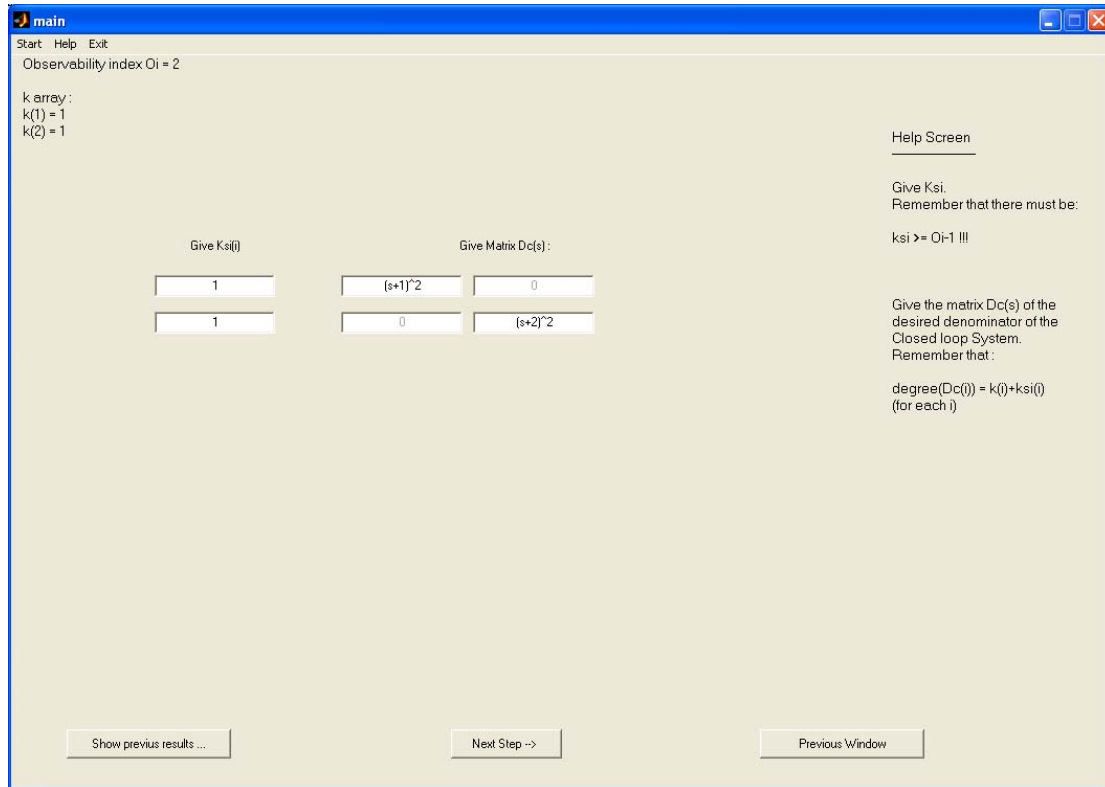 main
Start Help Exit
Observability index Oi = 2
k array :
k(1) = 1
k(2) = 1
Help Screen
Give Ksi.
Remember that there must be:
ksi >= Oi-1 !!!
Give Ksi(i)
Give Matrix Dc(s) :
1
(s+1)^2
0
1
0
(s+2)^2
Give the matrix Dc(s) of the
desired denominator of the
Closed loop System.
Remember that :
degree(Dc(i)) = k(i)+ksi(i)
(for each i)
Show previus results ...
Next Step -->
Previous Window